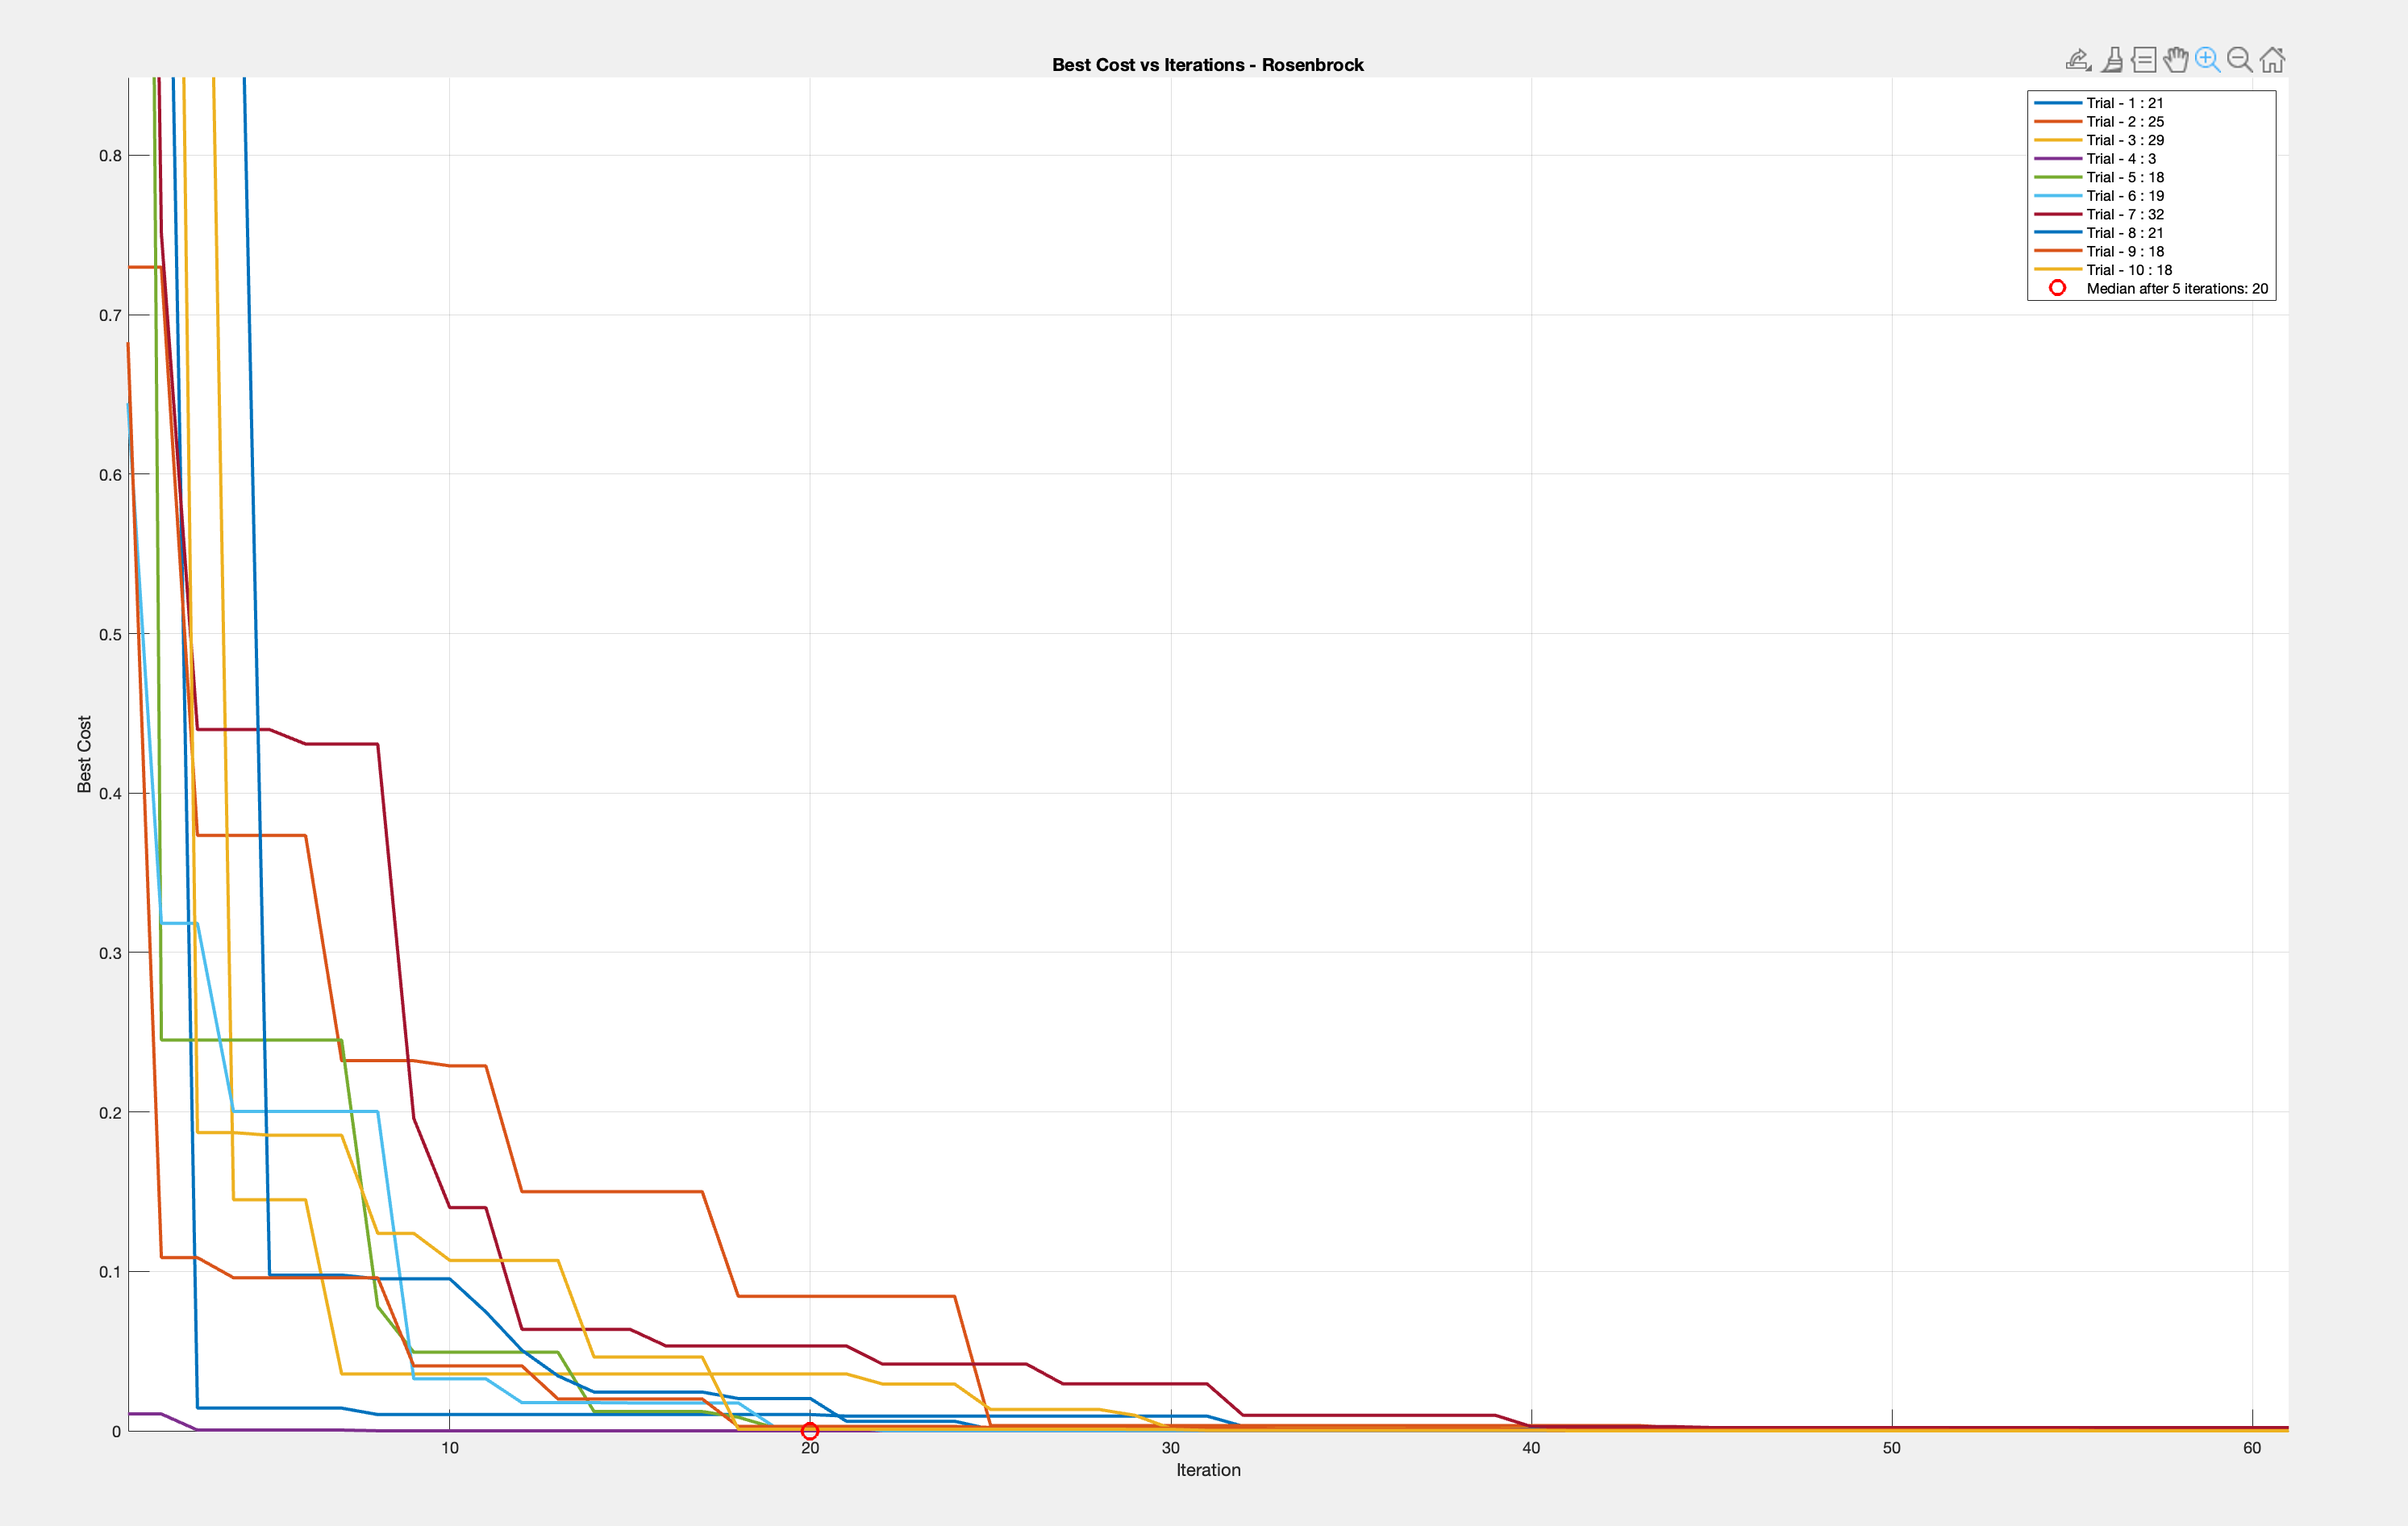 Best Cost vs Iterations - Rosenbrock
Trial - 1 : 21
Trial - 2 : 25
Trial - 3 : 29
Trial - 4 : 3
Trial - 5 : 18
Trial - 6 : 19
Trial - 7 : 32
Trial - 8 : 21
Trial - 9 : 18
Trial - 10 : 18
Median after 5 iterations: 20
0.8
0.7
0.6
0.5
0.4
0.3
0.2
0.1
0
Best Cost
10 20 30 40 50 60
Iteration